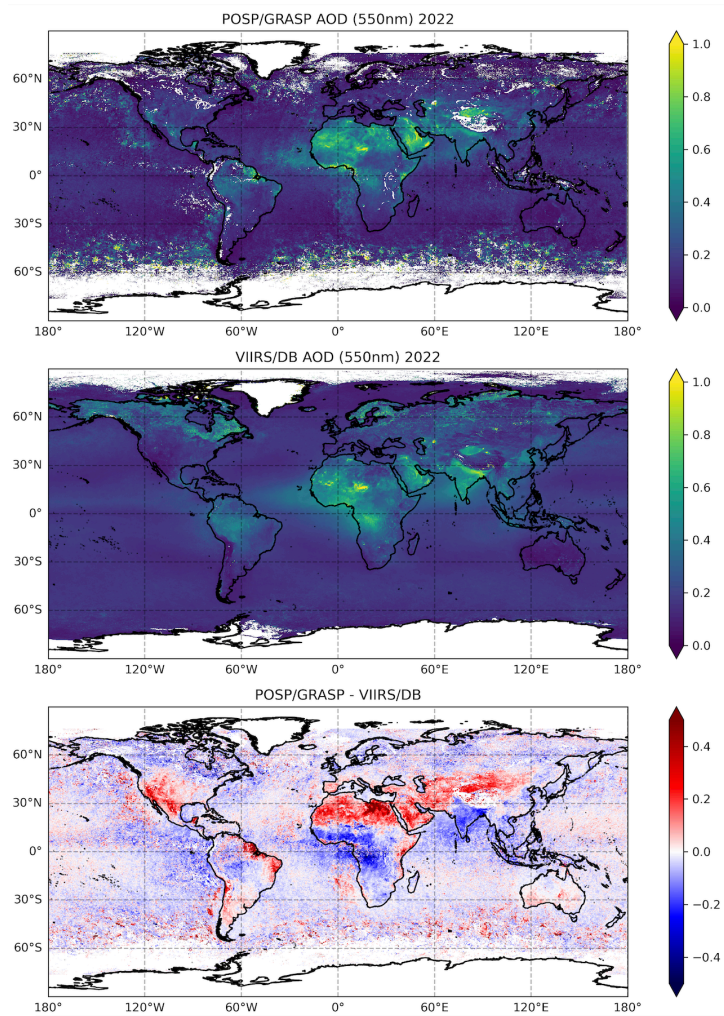 POSP/GRASP AOD (550nm) 2022
60°N
30°N
0°
30°S
60°S
180° 120°W 60°W 0° 60°E 120°E 180°
1.0
0.8
0.6
0.4
0.2
0.0
VIIRS/DB AOD (550nm) 2022
60°N
30°N
0°
30°S
60°S
180° 120°W 60°W 0° 60°E 120°E 180°
1.0
0.8
0.6
0.4
0.2
0.0
POSP/GRASP - VIIRS/DB
60°N
30°N
0°
30°S
60°S
180° 120°W 60°W 0° 60°E 120°E 180°
0.4
0.2
0.0
−0.2
−0.4